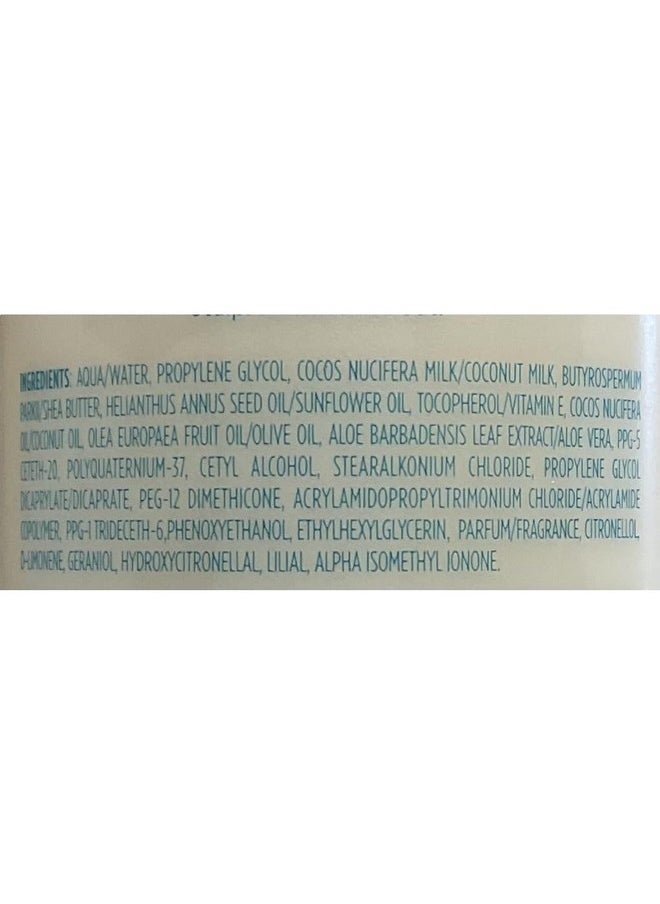 INGREDIENTS: AQUA/WATER, PROPYLENE GLYCOL, COCOS NUCIFERA MILK/COCONUT MILK, BUTYROSPERMUM
PARKII/SHEA BUTTER, HELIANTHUS ANNUS SEED OIL/SUNFLOWER OIL, TOCOPHEROL/VITAMIN E, COCOS NUCIFERA
OIL/COCONUT OIL, OLEA EUROPAEA FRUIT OIL/OLIVE OIL, ALOE BARBADENSIS LEAF EXTRACT/ALOE VERA, PPG-5
CETETH-20, POLYQUATERNIUM-37, CETYL ALCOHOL, STEARALKONIUM CHLORIDE, PROPYLENE GLYCOL
DICAPRYLATE/DICAPRATE, PEG-12 DIMETHICONE, ACRYLAMIDOPROPYLTRIMONIUM CHLORIDE/ACRYLAMIDE
COPOLYMER, PPG-1 TRIDECETH-6,PHENOXYETHANOL, ETHYLHEXYLGLYCERIN, PARFUM/FRAGRANCE, CITRONELLOL,
D-LIMONENE, GERANIOL, HYDROXYCITRONELLAL, LILIAL, ALPHA ISOMETHYL IONONE.